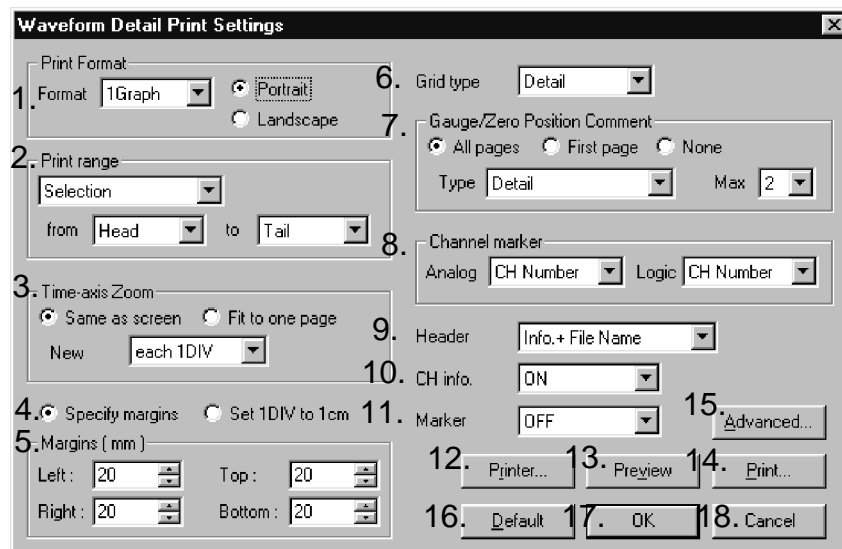 Waveform Detail Print Settings
Print Format
1. Format 1Graph Portrait
Landscape
2. Print range
Selection
from Head to Tail
3. Time-axis Zoom
Same as screen Fit to one page
New each 1DIV
4. Specify margins Set 1DIV to 1cm
5. Margins ( mm )
Left : 20 Top : 20
Right : 20 Bottom : 20
6. Grid type Detail
7. Gauge/Zero Position Comment
All pages First page None
Type Detail Max 2
8. Channel marker
Analog CH Number Logic CH Number
9. Header Info.+ File Name
10. CH info. ON
11. Marker OFF
15. Advanced...
12. Printer... 13. Preview 14. Print...
16. Default 17. OK 18. Cancel